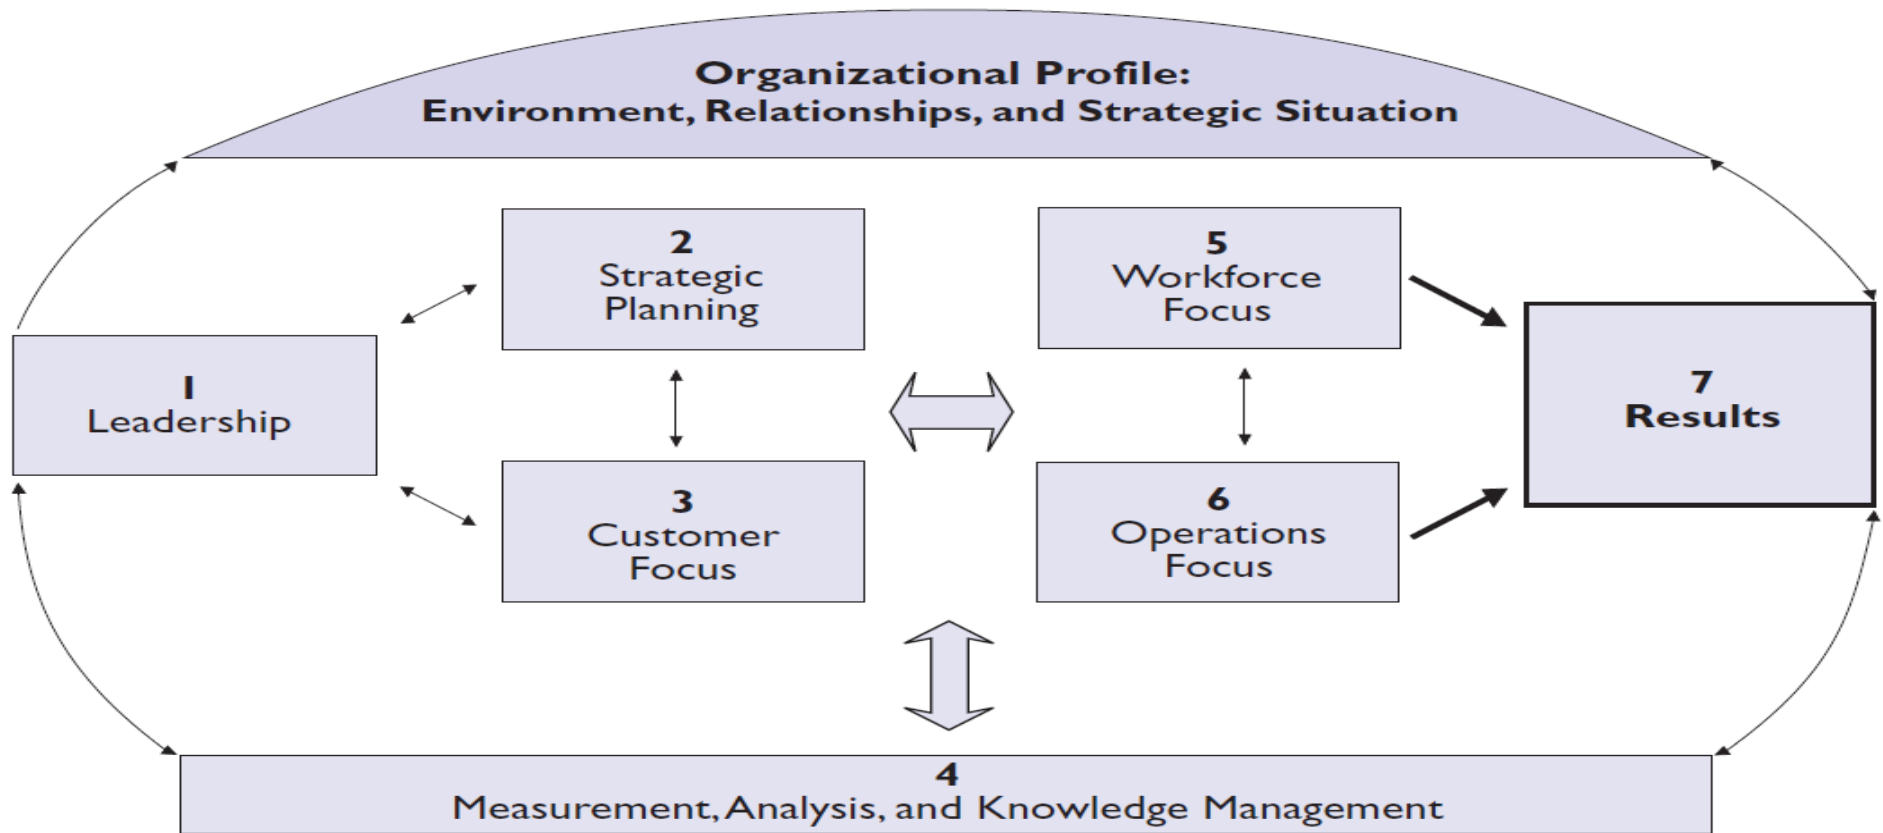 Organizational Profile:
Environment, Relationships, and Strategic Situation
2
Strategic
Planning
5
Workforce
Focus
1
Leadership
7
Results
3
Customer
Focus
6
Operations
Focus
4
Measurement, Analysis, and Knowledge Management